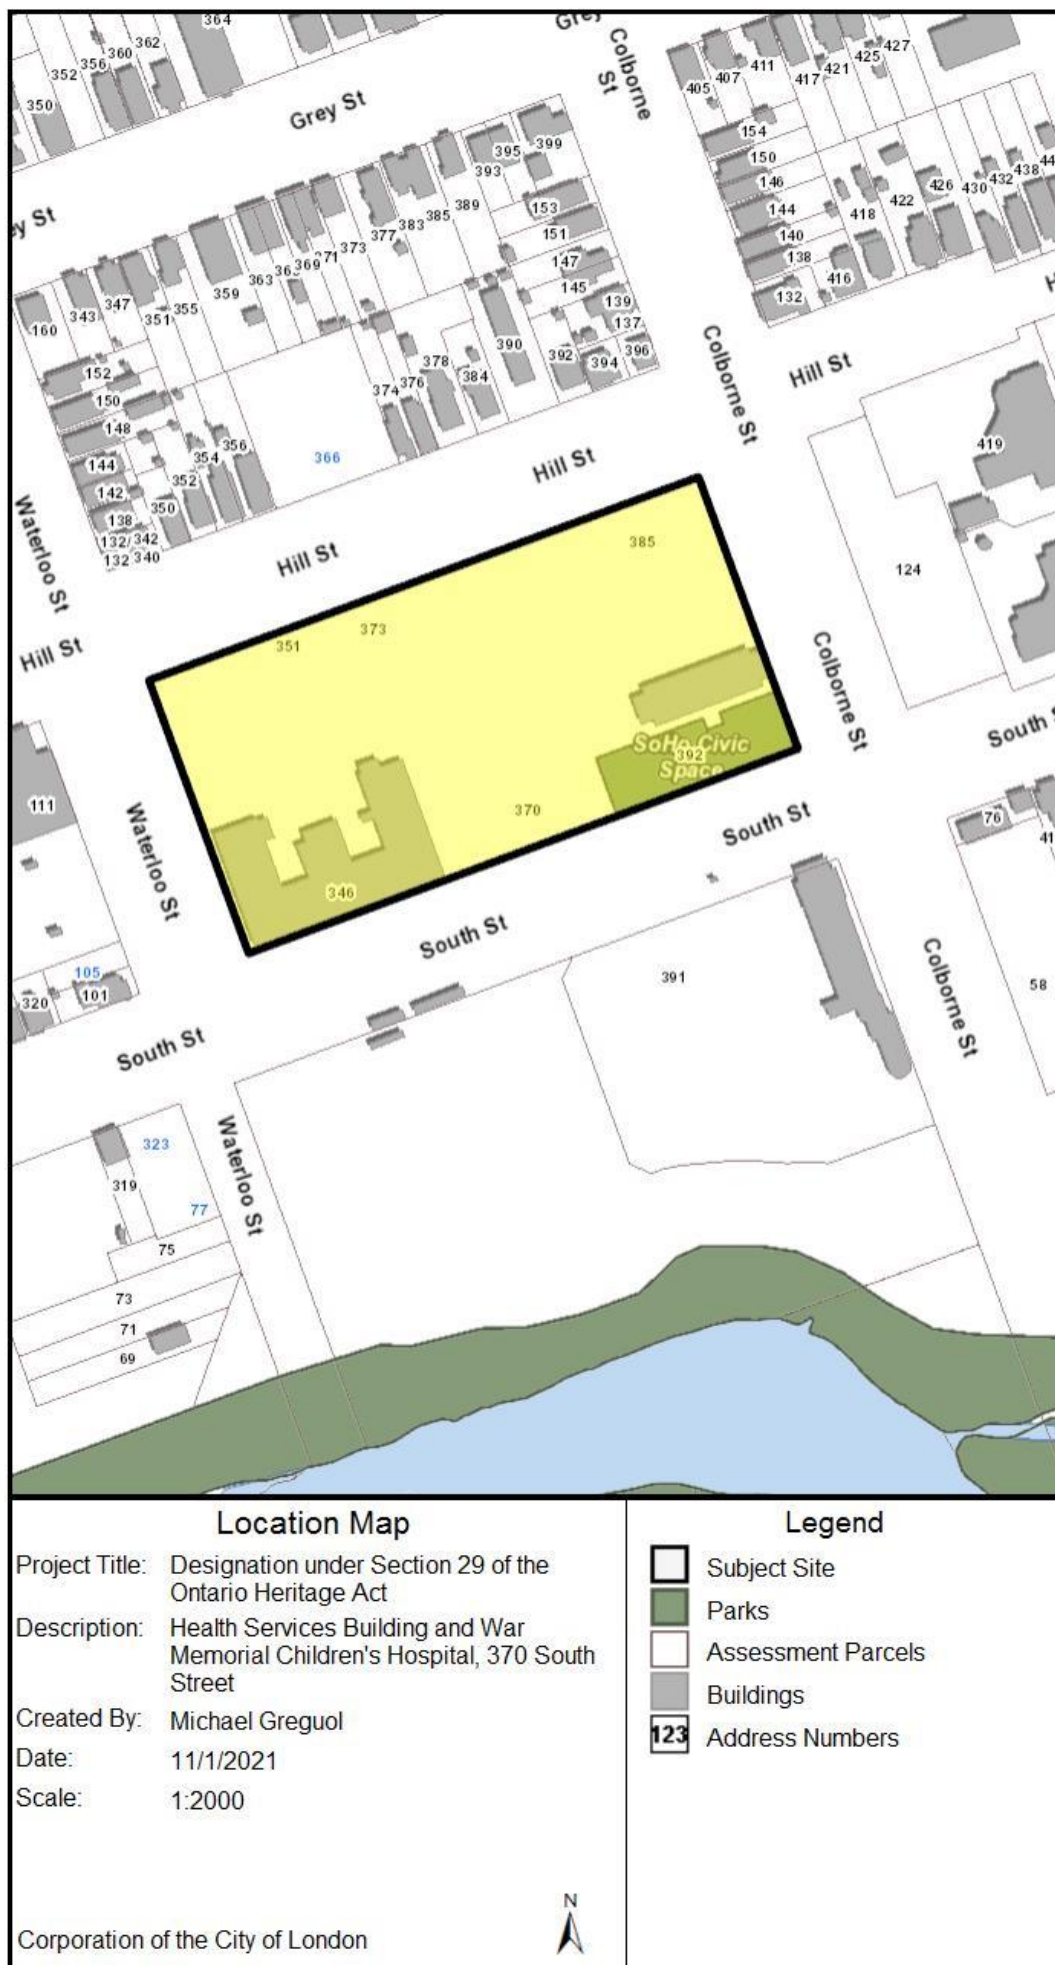 364
Grey
Colborne St
362
360
356
352
350
Grey St
405
407
411
417
421
425
427
154
150
146
144
140
138
132
418
422
426
430
432
438
416
ey St
399
395
393
389
385
383
377
373
371
369
363
359
355
351
347
343
160
153
151
147
145
139
137
396
394
392
390
384
378
376
374
152
150
148
144
142
138
132/
132
342
340
350
352
354
356
366
Colborne St
Hill St
Hill St
Waterloo St
Hill St
Hill St
419
124
385
373
351
Colborne St
South
SoHo Civic
Space
392
370
346
111
Waterloo St
South St
South St
76
41
105
101
320
391
Colborne St
58
South St
323
319
77
75
73
71
69
Waterloo St
Location Map
Project Title: Designation under Section 29 of the
Ontario Heritage Act
Description: Health Services Building and War
Memorial Children's Hospital, 370 South
Street
Created By: Michael Greguol
Date: 11/1/2021
Scale: 1:2000
N
Corporation of the City of London
Legend
Subject Site
Parks
Assessment Parcels
Buildings
123 Address Numbers